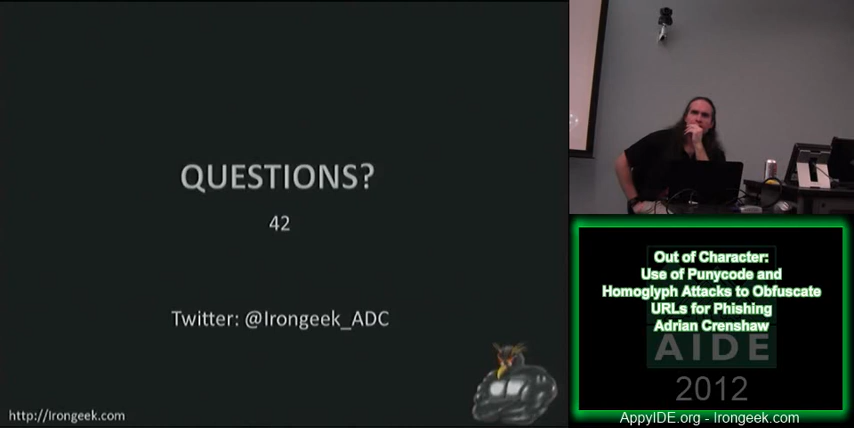 QUESTIONS?
42
Twitter: @Irongeek_ADC
http://Irongeek.com
Out of Character:
Use of Punycode and
Homoglyph Attacks to Obfuscate
URLs for Phishing
Adrian Crenshaw
AIDE
2012
AppyIDE.org - Irongeek.com